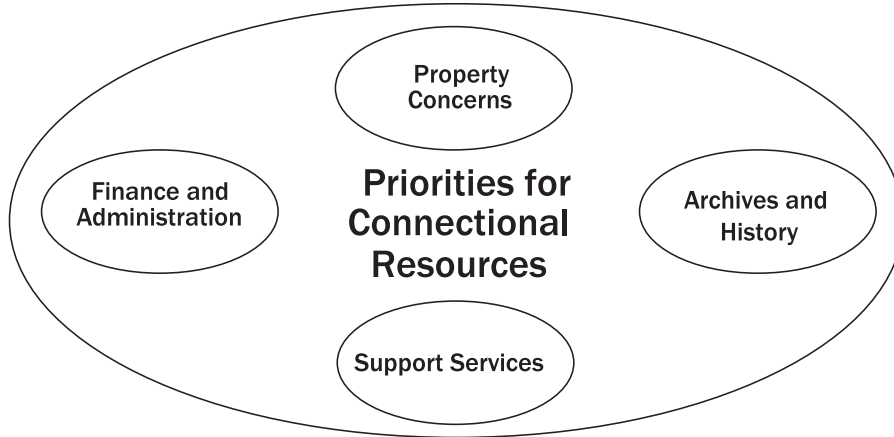 Property
Concerns
Finance and
Administration
Priorities for
Connectional
Resources
Archives and
History
Support Services